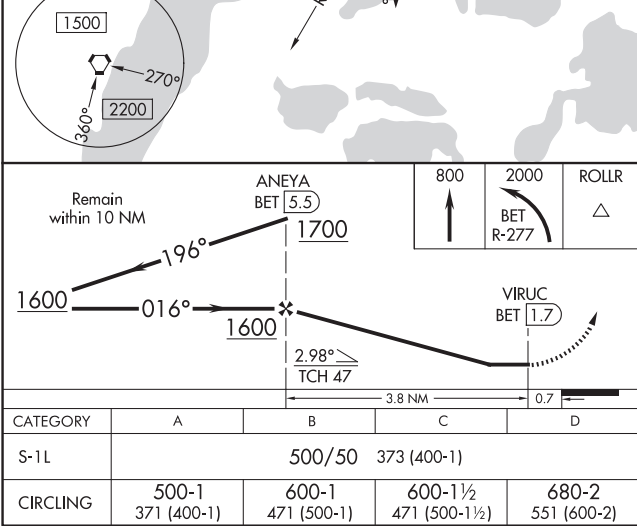 1500
270°
2200
360°
Remain
within 10 NM
ANEYA
BET 5.5
1700
196°
1600
016°
1600
2.98°
TCH 47
800
2000
BET
R-277
ROLLR
VIRUC
BET 1.7
3.8 NM
0.7
CATEGORY A B C D
S-1L 500/50 373 (400-1)
CIRCLING 500-1 600-1 600-1½ 680-2
371 (400-1) 471 (500-1) 471 (500-1½) 551 (600-2)